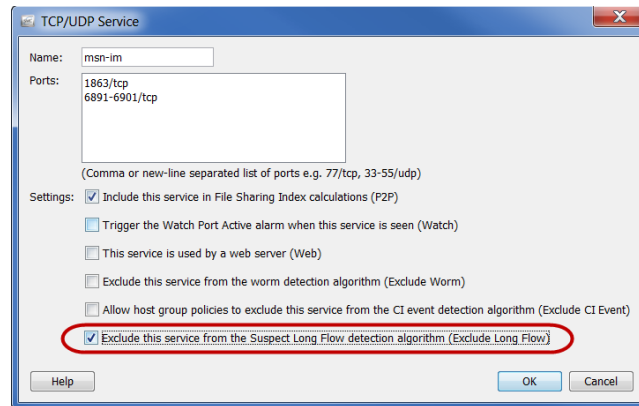 TCP/UDP Service
Name: msn-im
Ports: 1863/tcp
6891-6901/tcp
(Comma or new-line separated list of ports e.g. 77/tcp, 33-55/udp)
Settings: Include this service in File Sharing Index calculations (P2P)
Trigger the Watch Port Active alarm when this service is seen (Watch)
This service is used by a web server (Web)
Exclude this service from the worm detection algorithm (Exclude Worm)
Allow host group policies to exclude this service from the CI event detection algorithm (Exclude CI Event)
Exclude this service from the Suspect Long Flow detection algorithm (Exclude Long Flow)
Help OK Cancel